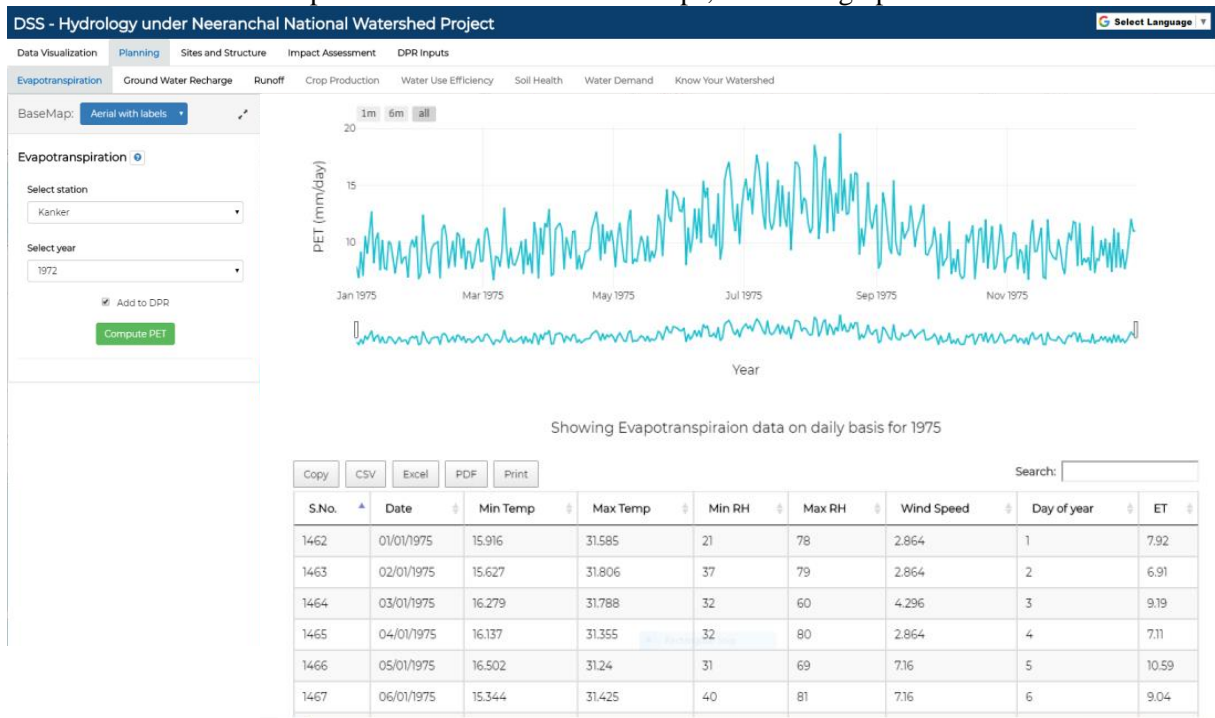 DSS - Hydrology under Neeranchal National Watershed Project
G Select Language
Data Visualization Planning Sites and Structure Impact Assessment DPR Inputs
Evapotranspiration Ground Water Recharge Runoff Crop Production Water Use Efficiency Soil Health Water Demand Know Your Watershed
BaseMap: Aerial with labels
Evapotranspiration
Select station
Kanker
Select year
1972
Add to DPR
Compute PET
1m 6m all
20
15
10
PET (mm/day)
Jan 1975 Mar 1975 May 1975 Jul 1975 Sep 1975 Nov 1975
Year
Showing Evapotranspiraion data on daily basis for 1975
Copy CSV Excel PDF Print Search:
S.No. Date Min Temp Max Temp Min RH Max RH Wind Speed Day of year ET
1462 01/01/1975 15.916 31.585 21 78 2.864 1 7.92
1463 02/01/1975 15.627 31.806 37 79 2.864 2 6.91
1464 03/01/1975 16.279 31.788 32 60 4.296 3 9.19
1465 04/01/1975 16.137 31.355 32 80 2.864 4 7.11
1466 05/01/1975 16.502 31.24 31 69 7.16 5 10.59
1467 06/01/1975 15.344 31.425 40 81 7.16 6 9.04